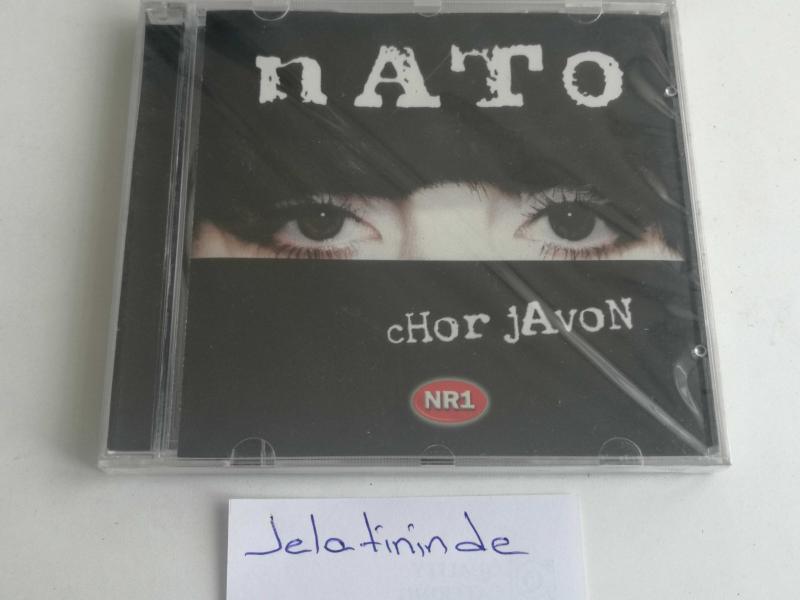 nATo
cHor jAvoN
NR1
Jelatininde